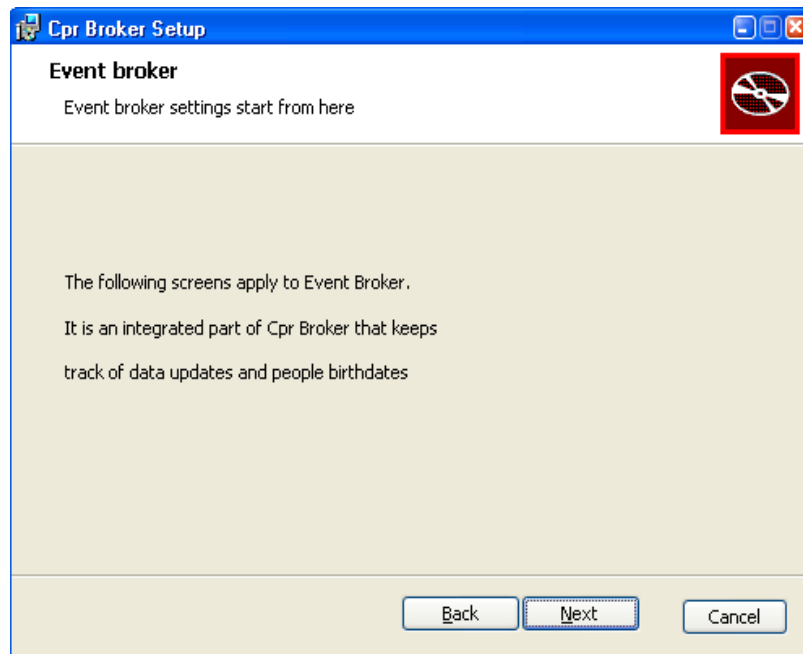 Cpr Broker Setup
Event broker
Event broker settings start from here
The following screens apply to Event Broker.
It is an integrated part of Cpr Broker that keeps
track of data updates and people birthdates
Back Next Cancel